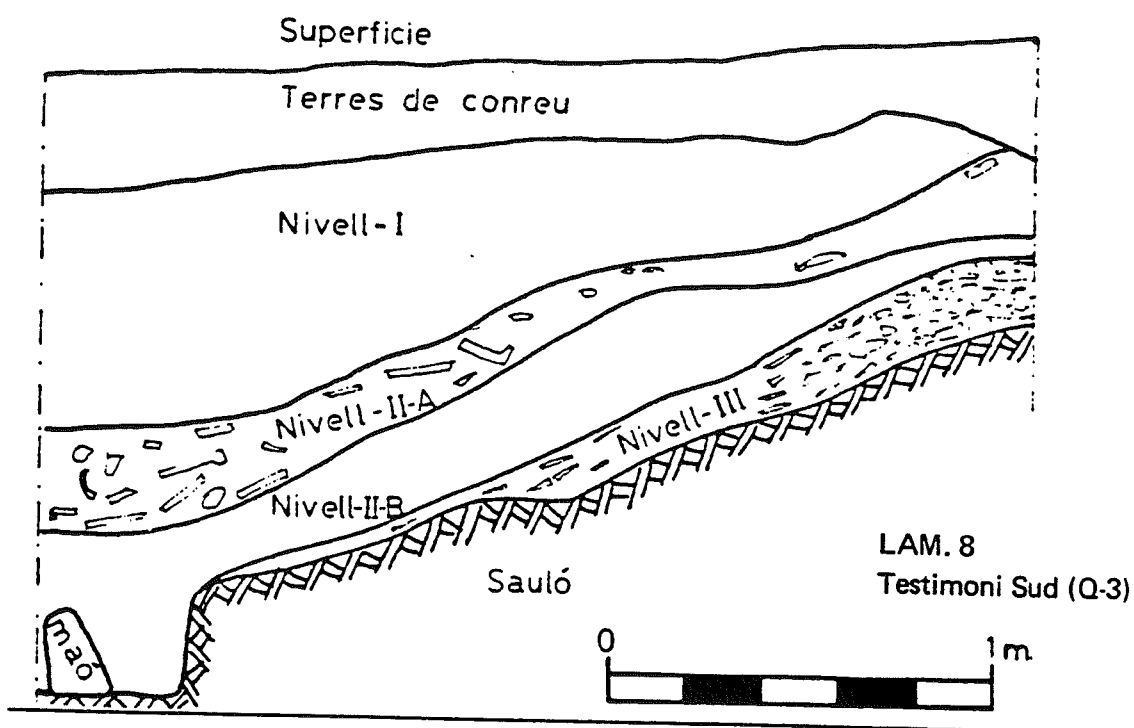 Superficie
Terres de conreu
Nivell-I
Nivell-II-A
Nivell-III
Nivell-II-B
Sauló
maó
LAM. 8
Testimoni Sud (Q-3)
0
1 m.